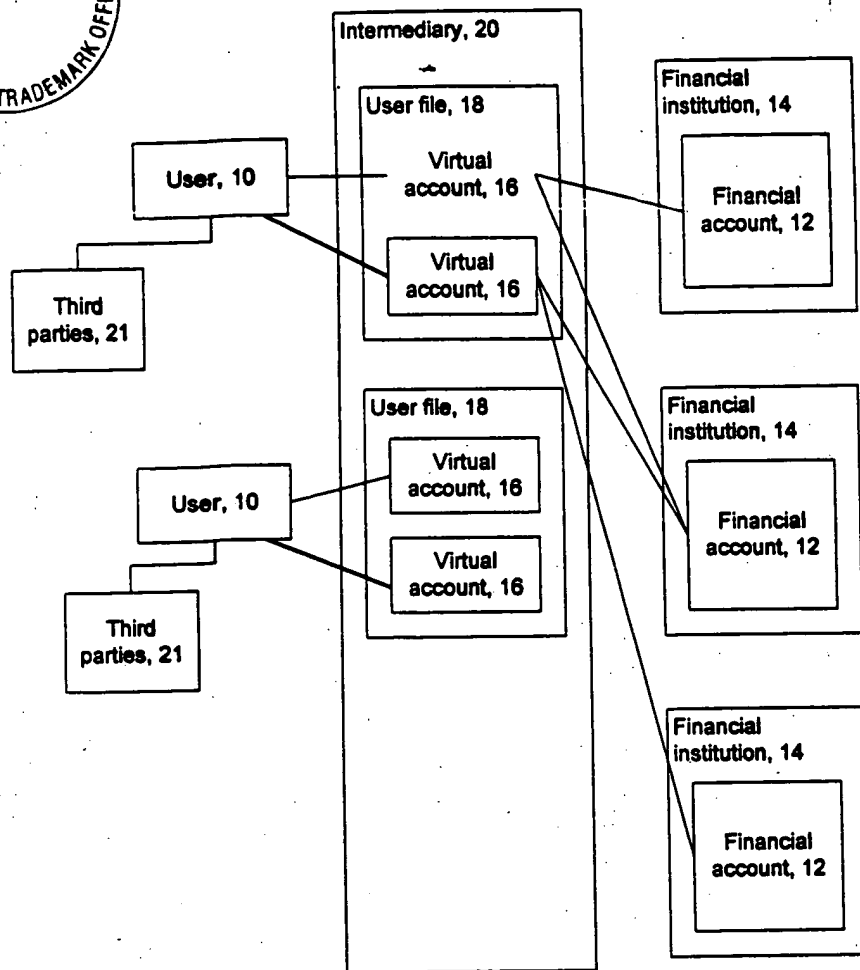 TRADEMARK OFF
Intermediary, 20
User file, 18
Virtual
account, 16
Virtual
account, 16
User, 10
Third
parties, 21
Financial
institution, 14
Financial
account, 12
User file, 18
Virtual
account, 16
Virtual
account, 16
User, 10
Third
parties, 21
Financial
institution, 14
Financial
account, 12
Financial
institution, 14
Financial
account, 12